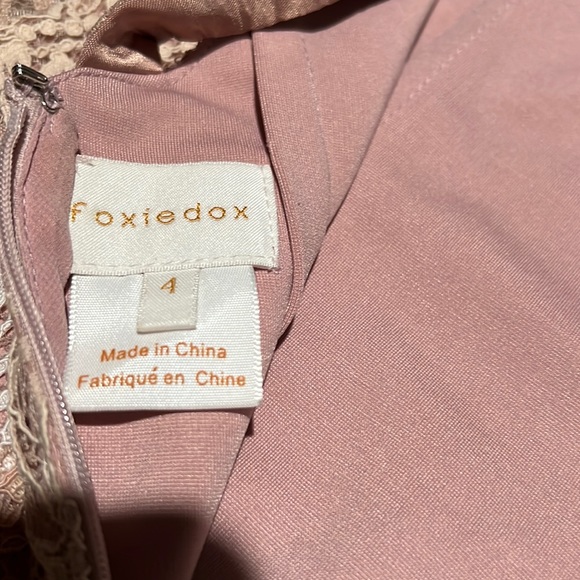 Foxiedox
4
Made in China
Fabriqué en Chine